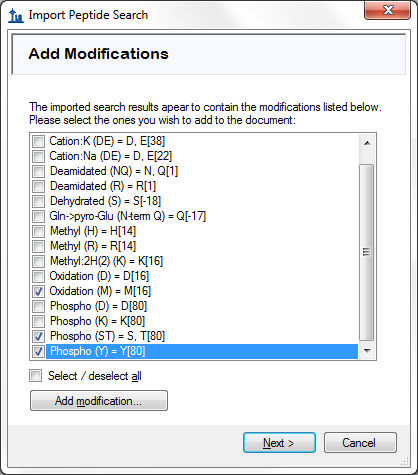 Import Peptide Search
Add Modifications
The imported search results apear to contain the modifications listed below.
Please select the ones you wish to add to the document:
Cation:K (DE) = D, E[38]
Cation:Na (DE) = D, E[22]
Deamidated (NQ) = N, Q[1]
Deamidated (R) = R[1]
Dehydrated (S) = S[-18]
Gln->pyro-Glu (N-term Q) = Q[-17]
Methyl (H) = H[14]
Methyl (R) = R[14]
Methyl:2H(2) (K) = K[16]
Oxidation (D) = D[16]
Oxidation (M) = M[16]
Phospho (D) = D[80]
Phospho (K) = K[80]
Phospho (ST) = S, T[80]
Phospho (Y) = Y[80]
Select / deselect all
Add modification...
Next >
Cancel